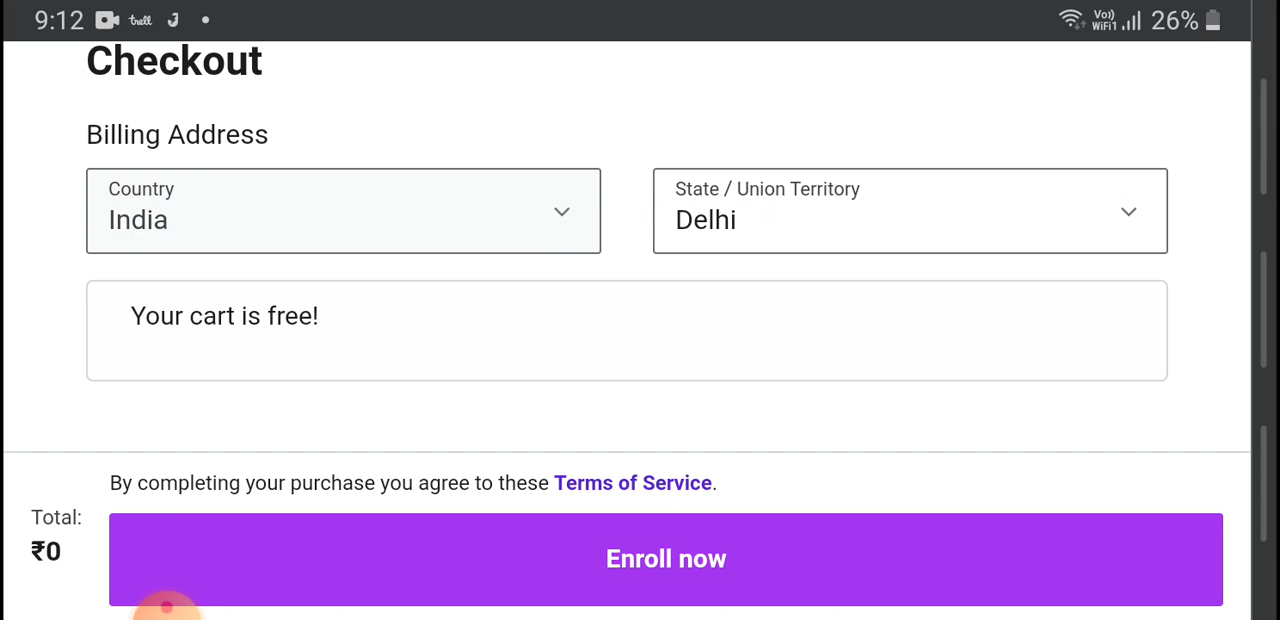 9:12 trell J Vo)) WiFi1 26%
Checkout
Billing Address
Country
India
State / Union Territory
Delhi
Your cart is free!
By completing your purchase you agree to these Terms of Service.
Total:
₹0
Enroll now